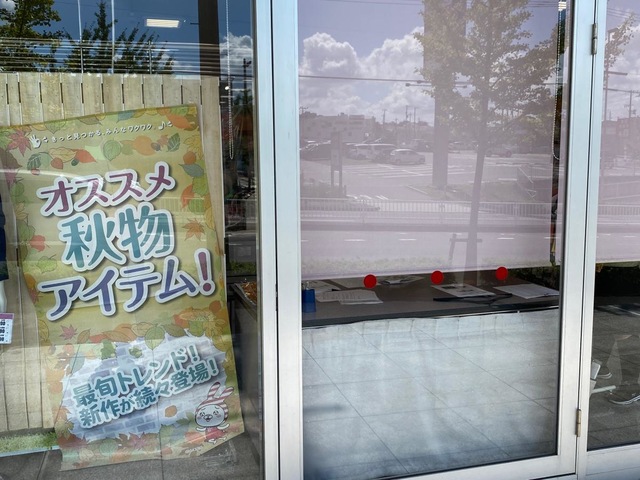 きっと見つかる、みんなワクワク
オススメ
秋物
アイテム!
最旬トレンド!
新作が続々登場!